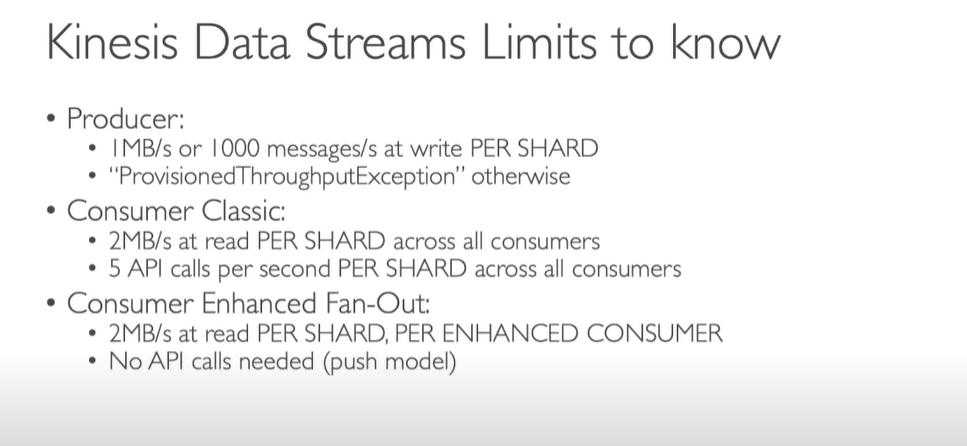 Kinesis Data Streams Limits to know
• Producer:
• 1MB/s or 1000 messages/s at write PER SHARD
• “ProvisionedThroughputException” otherwise
• Consumer Classic:
• 2MB/s at read PER SHARD across all consumers
• 5 API calls per second PER SHARD across all consumers
• Consumer Enhanced Fan-Out:
• 2MB/s at read PER SHARD, PER ENHANCED CONSUMER
• No API calls needed (push model)